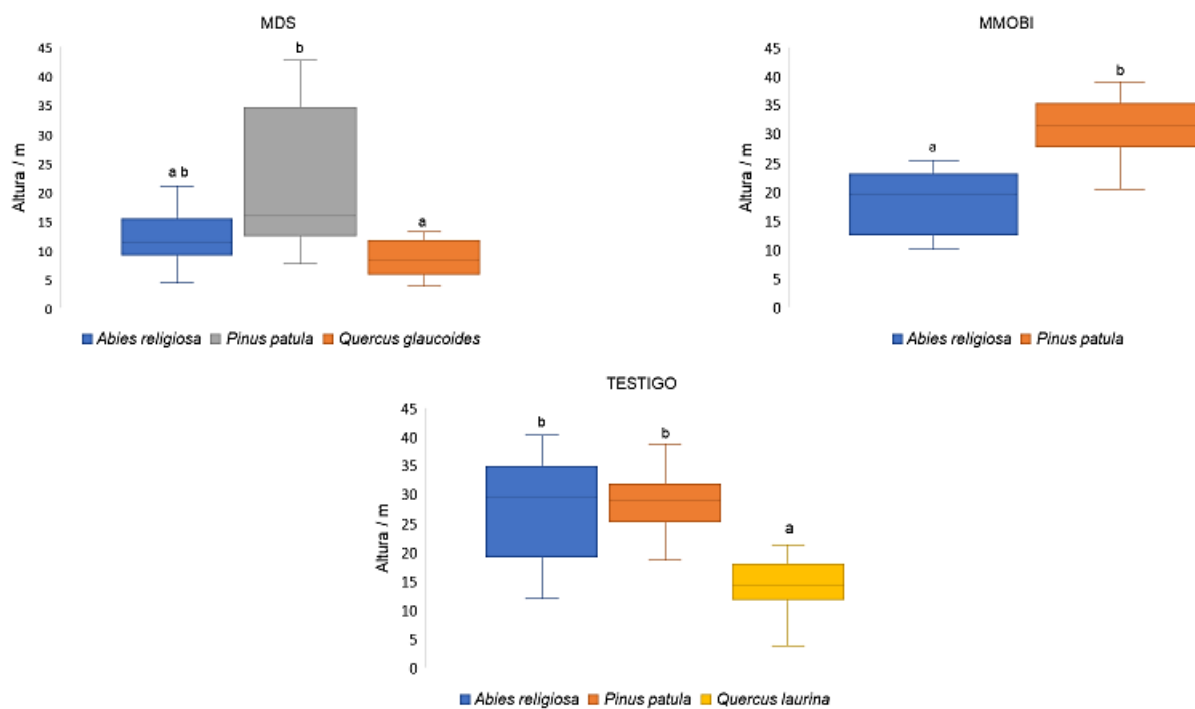 MDS
45
40
35
30
25
20
15
10
5
0
Altura / m
a b
b
a
Abies religiosa Pinus patula Quercus glaucoides
MMOBI
45
40
35
30
25
20
15
10
5
0
Altura / m
a
b
Abies religiosa Pinus patula
TESTIGO
45
40
35
30
25
20
15
10
5
0
Altura / m
b
b
a
Abies religiosa Pinus patula Quercus laurina